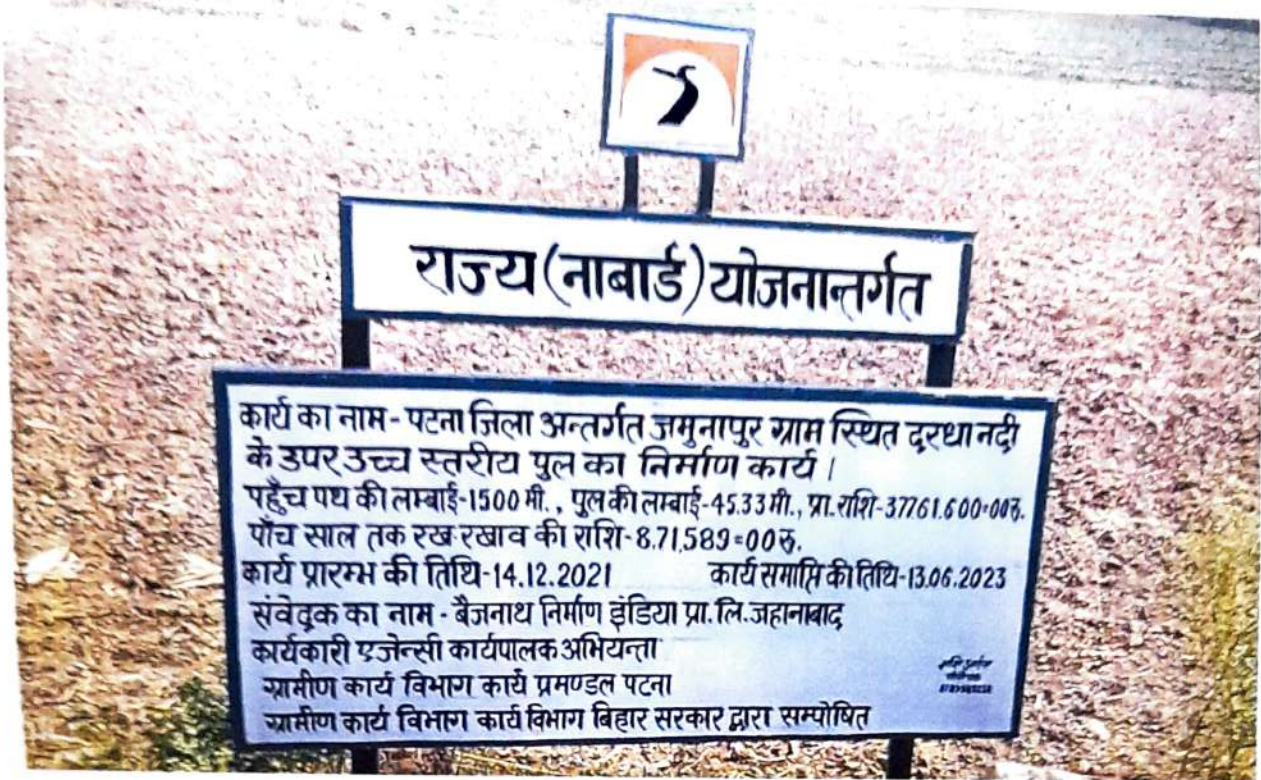 राज्य (नाबार्ड) योजनान्तर्गत
कार्य का नाम - पटना जिला अन्तर्गत जमुनापुर ग्राम स्थित दरधा नदी
के उपर उच्च स्तरीय पुल का निर्माण कार्य।
पहुँच पथ की लम्बाई-1500 मी., पुल की लम्बाई-45.33 मी., प्रा. राशि-37761.600=00रु.
पाँच साल तक रख रखाव की राशि-8.71,589=00रु.
कार्य प्रारम्भ की तिथि-14.12.2021 कार्य समाप्ति की तिथि-13.06.2023
संवेदक का नाम - बैजनाथ निर्माण इंडिया प्रा. लि. जहानाबाद
कार्यकारी एजेन्सी कार्यपालक अभियन्ता
ग्रामीण कार्य विभाग कार्य प्रमण्डल पटना
ग्रामीण कार्य विभाग कार्य विभाग बिहार सरकार द्वारा सम्पोषित